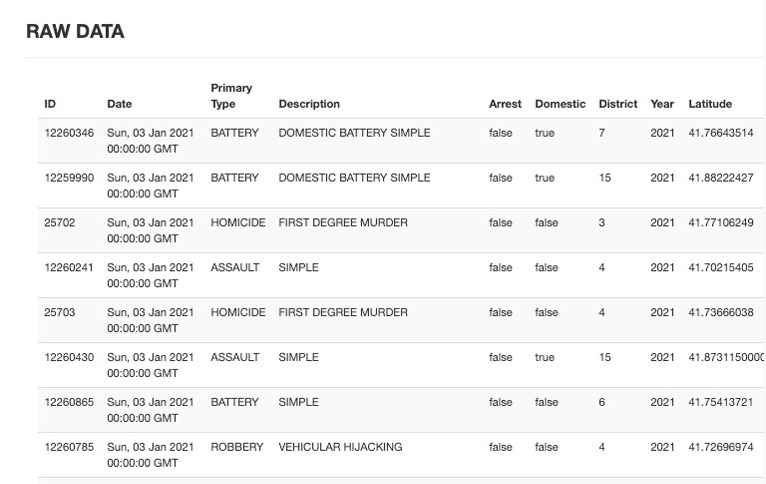 RAW DATA
Primary
ID Date Type Description Arrest Domestic District Year Latitude
12260346 Sun, 03 Jan 2021 BATTERY DOMESTIC BATTERY SIMPLE false true 7 2021 41.76643514
00:00:00 GMT
12259990 Sun, 03 Jan 2021 BATTERY DOMESTIC BATTERY SIMPLE false true 15 2021 41.88222427
00:00:00 GMT
25702 Sun, 03 Jan 2021 HOMICIDE FIRST DEGREE MURDER false false 3 2021 41.77106249
00:00:00 GMT
12260241 Sun, 03 Jan 2021 ASSAULT SIMPLE false false 4 2021 41.70215405
00:00:00 GMT
25703 Sun, 03 Jan 2021 HOMICIDE FIRST DEGREE MURDER false false 4 2021 41.73666038
00:00:00 GMT
12260430 Sun, 03 Jan 2021 ASSAULT SIMPLE false true 15 2021 41.8731150000
00:00:00 GMT
12260865 Sun, 03 Jan 2021 BATTERY SIMPLE false false 6 2021 41.75413721
00:00:00 GMT
12260785 Sun, 03 Jan 2021 ROBBERY VEHICULAR HIJACKING false false 4 2021 41.72696974
00:00:00 GMT